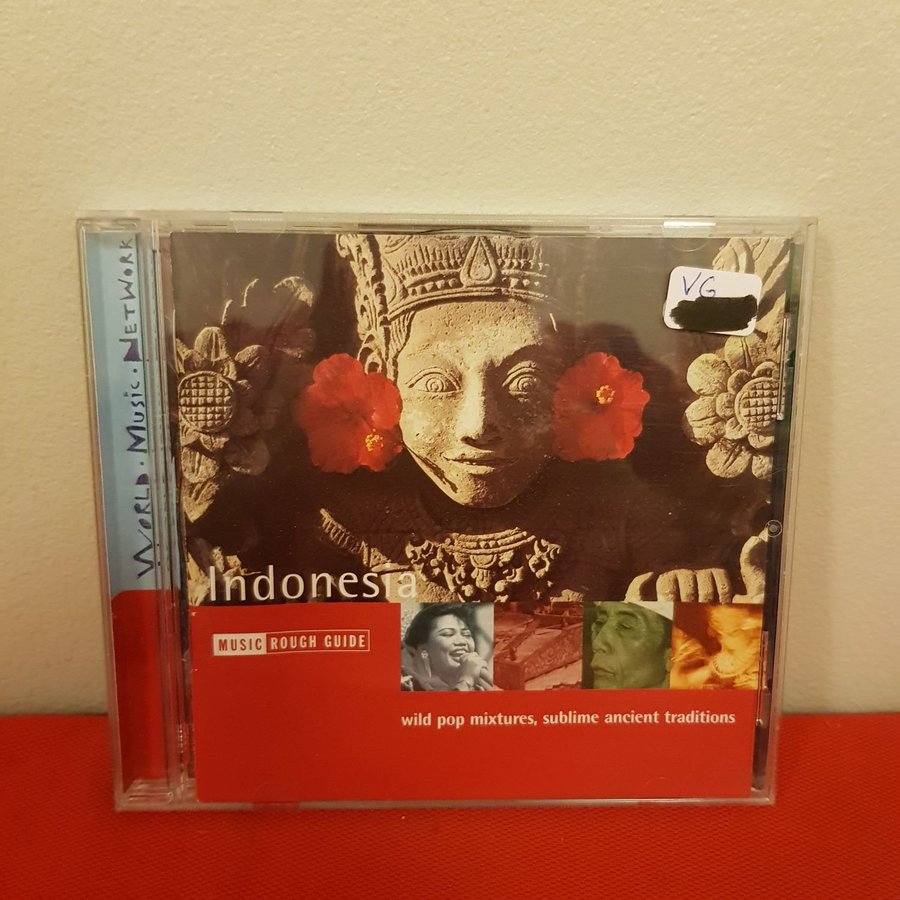 WORLD · MUSIC · NETWORK
VG
Indonesia
MUSIC ROUGH GUIDE
wild pop mixtures, sublime ancient traditions